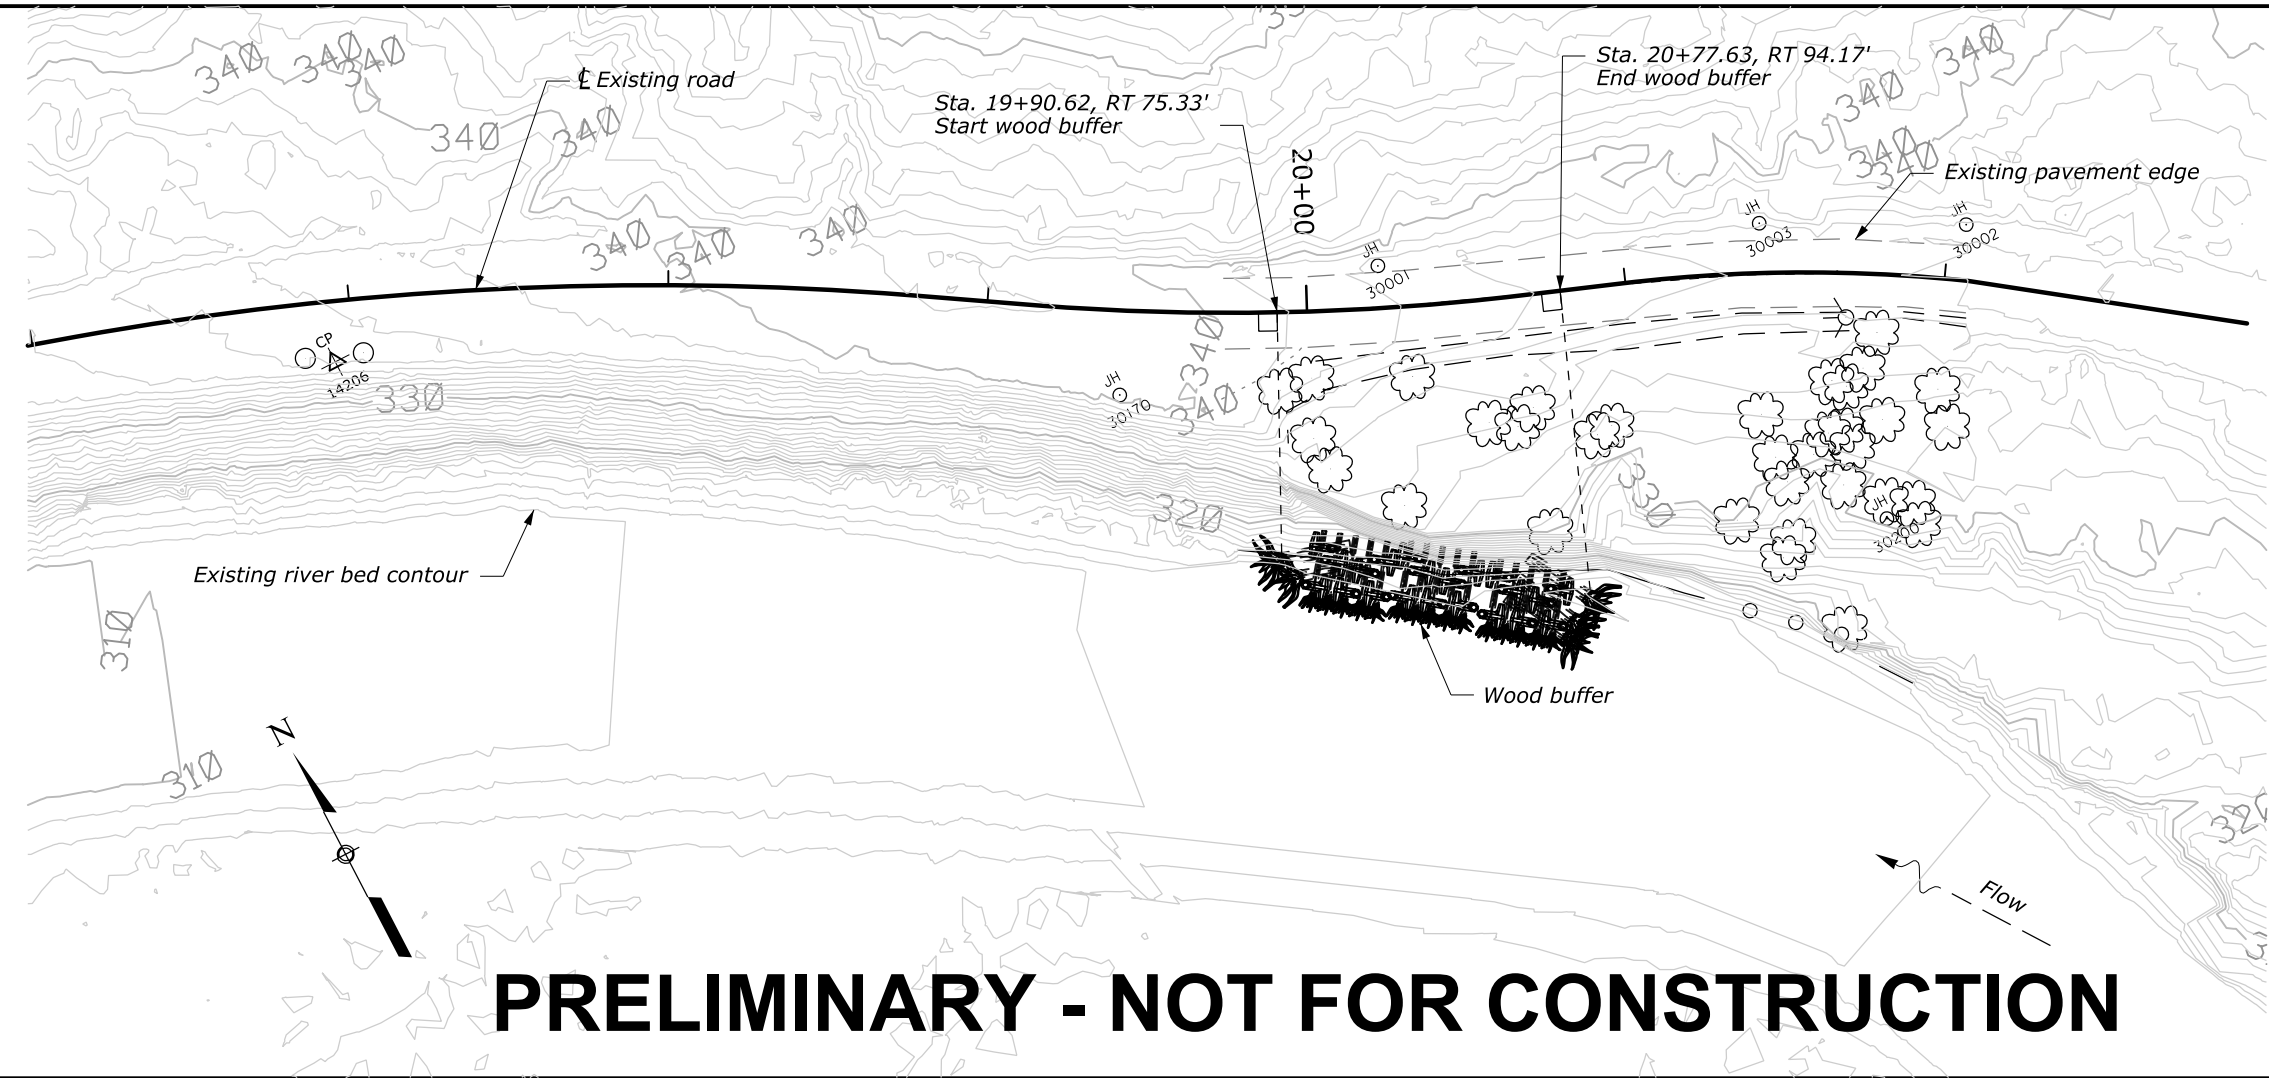 340
340
340
℄ Existing road
340
340
Sta. 19+90.62, RT 75.33'
Start wood buffer
Sta. 20+77.63, RT 94.17'
End wood buffer
340
340
340
340
Existing pavement edge
20+00
340
340
340
JH
30001
JH
30003
JH
30002
CP
14206
330
JH
30170
340
340
320
330
JH
30200
Existing river bed contour
310
310
Wood buffer
N
320
Flow
PRELIMINARY - NOT FOR CONSTRUCTION